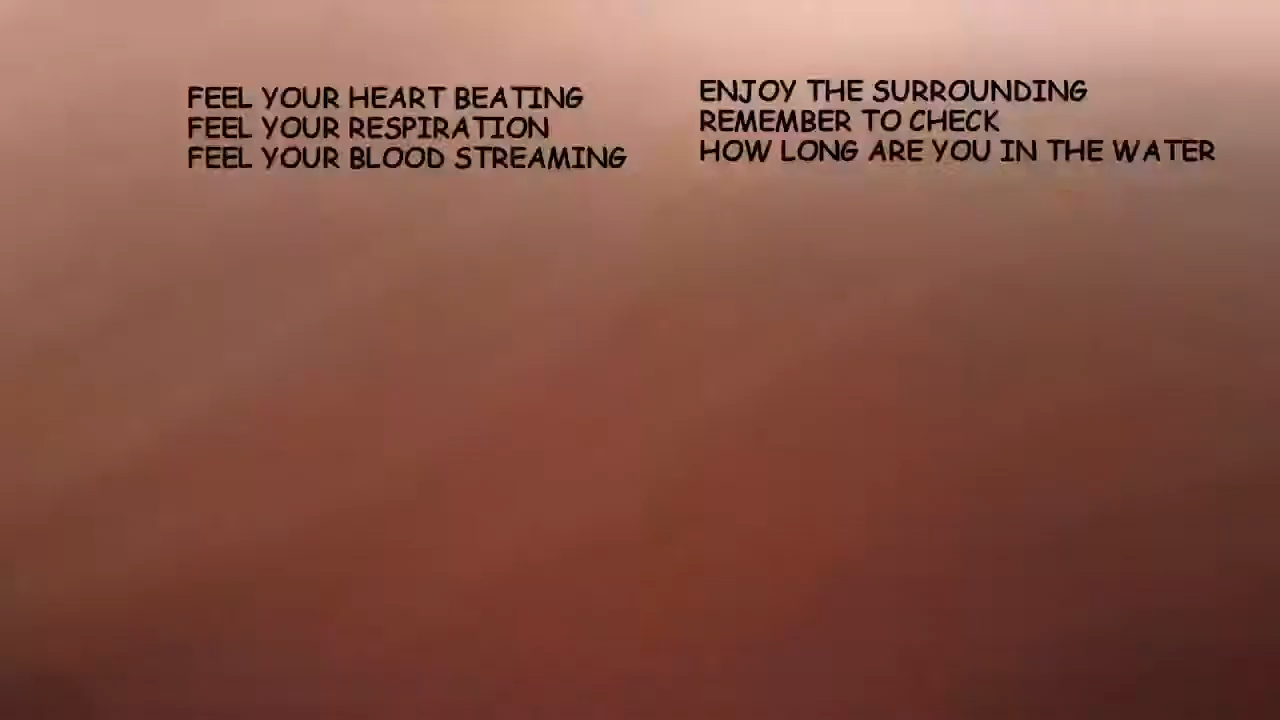 FEEL YOUR HEART BEATING
FEEL YOUR RESPIRATION
FEEL YOUR BLOOD STREAMING
ENJOY THE SURROUNDING
REMEMBER TO CHECK
HOW LONG ARE YOU IN THE WATER